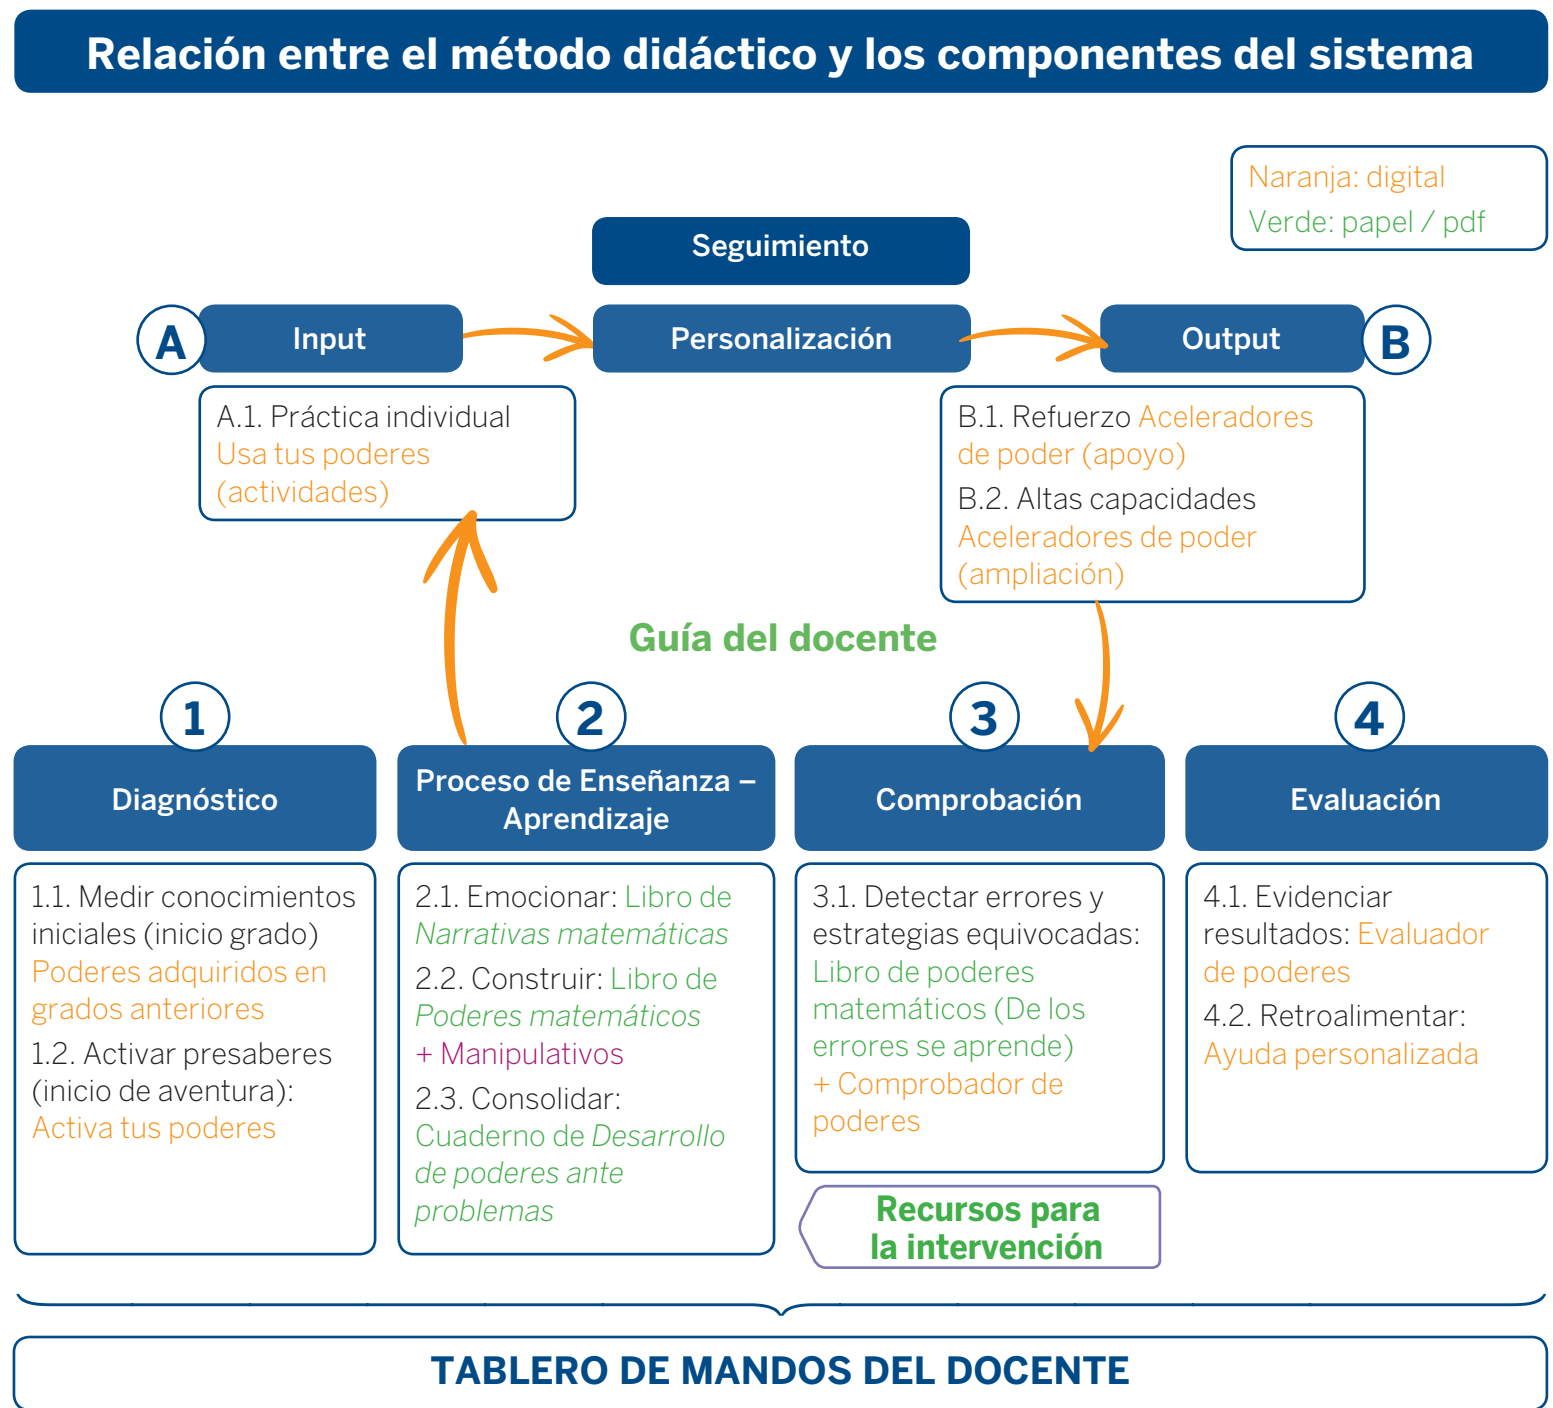 Relación entre el método didáctico y los componentes del sistema
Naranja: digital
Verde: papel / pdf
Seguimiento
A
Input
Personalización
Output
B
A.1. Práctica individual
Usa tus poderes
(actividades)
B.1. Refuerzo Aceleradores
de poder (apoyo)
B.2. Altas capacidades
Aceleradores de poder
(ampliación)
Guía del docente
1
Diagnóstico
1.1. Medir conocimientos
iniciales (inicio grado)
Poderes adquiridos en
grados anteriores
1.2. Activar presaberes
(inicio de aventura):
Activa tus poderes
2
Proceso de Enseñanza –
Aprendizaje
2.1. Emocionar: Libro de
Narrativas matemáticas
2.2. Construir: Libro de
Poderes matemáticos
+ Manipulativos
2.3. Consolidar:
Cuaderno de Desarrollo
de poderes ante
problemas
3
Comprobación
3.1. Detectar errores y
estrategias equivocadas:
Libro de poderes
matemáticos (De los
errores se aprende)
+ Comprobador de
poderes
Recursos para
la intervención
4
Evaluación
4.1. Evidenciar
resultados: Evaluador
de poderes
4.2. Retroalimentar:
Ayuda personalizada
TABLERO DE MANDOS DEL DOCENTE